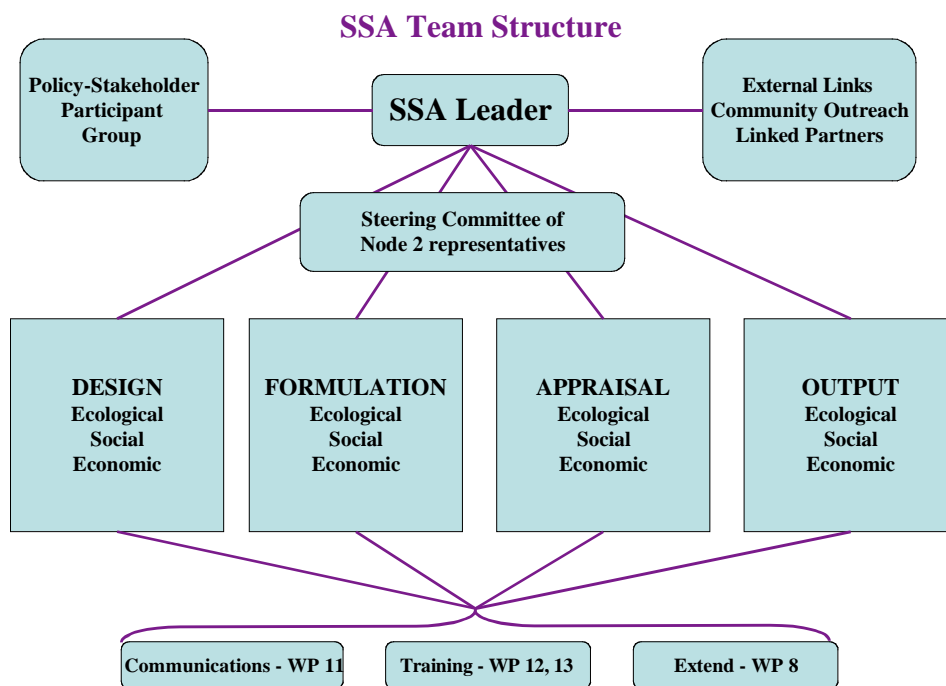 SSA Team Structure
Policy-Stakeholder
Participant
Group
SSA Leader
External Links
Community Outreach
Linked Partners
Steering Committee of
Node 2 representatives
DESIGN
Ecological
Social
Economic
FORMULATION
Ecological
Social
Economic
APPRAISAL
Ecological
Social
Economic
OUTPUT
Ecological
Social
Economic
Communications - WP 11
Training - WP 12, 13
Extend - WP 8